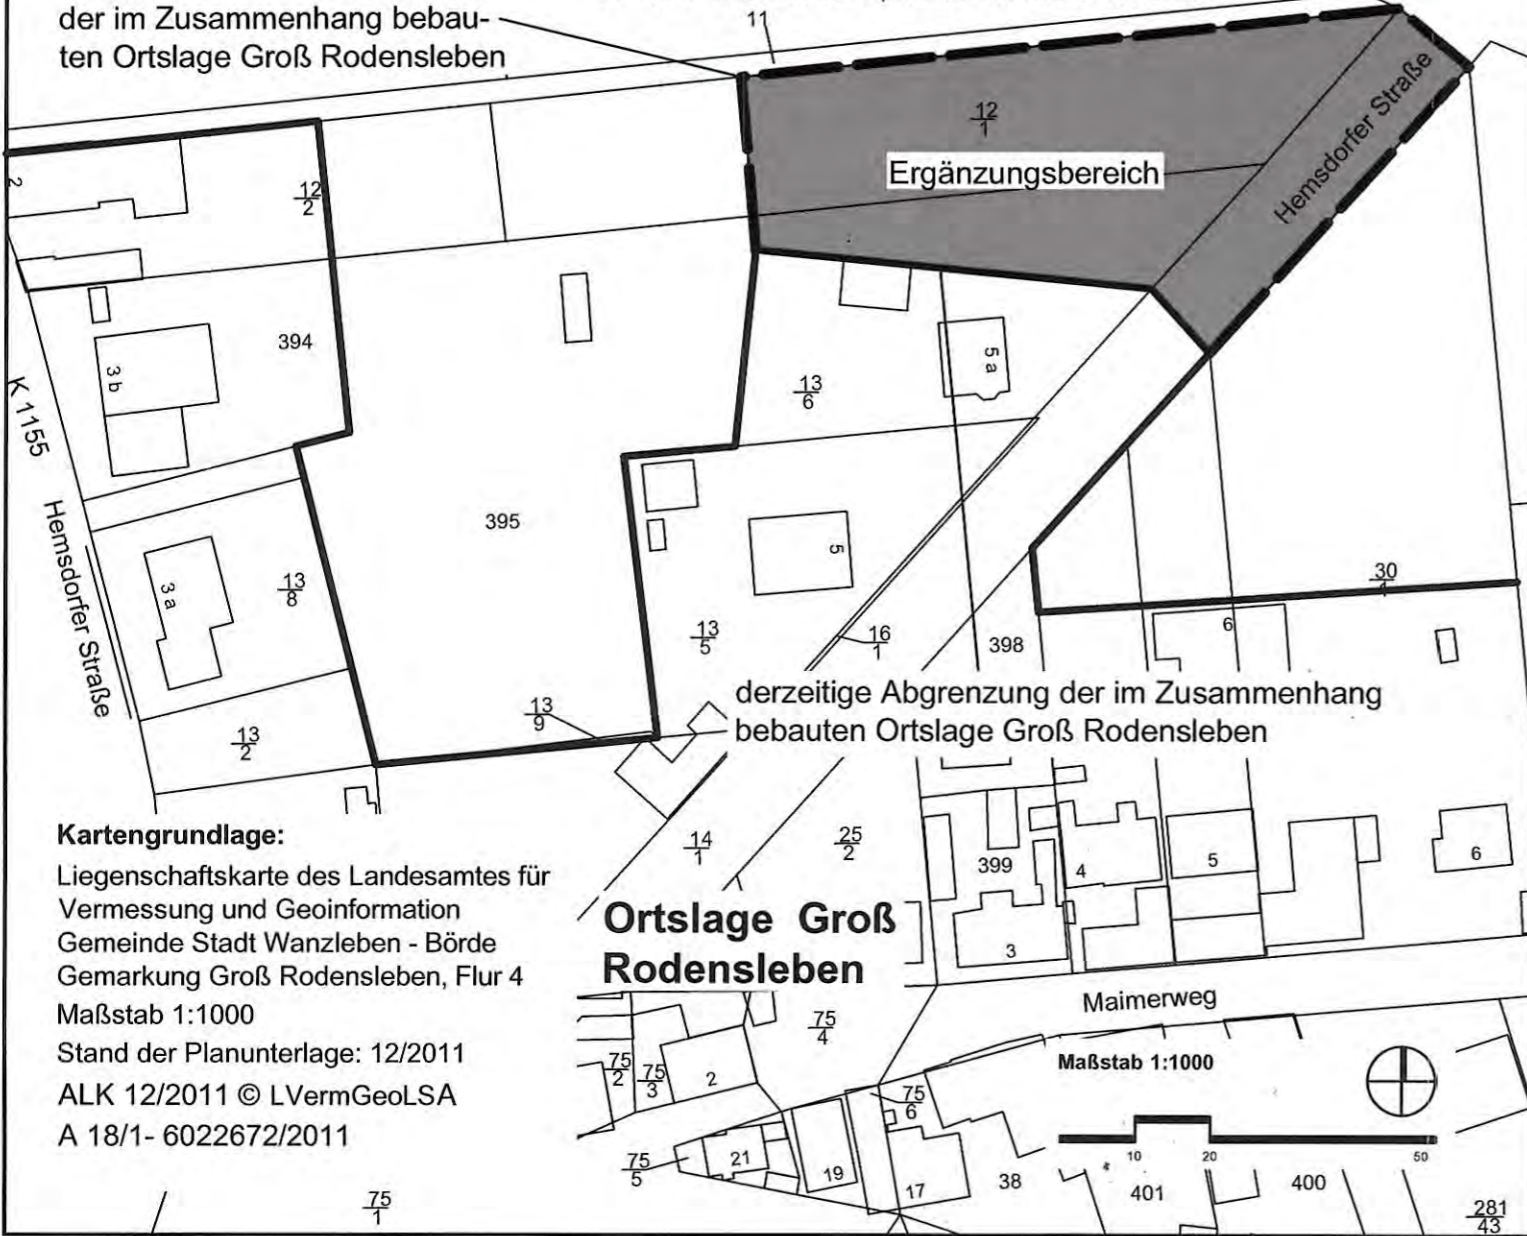 der im Zusammenhang bebau-
ten Ortslage Groß Rodensleben
11
12/1
Ergänzungsbereich
Hemsdorfer Straße
2
12/2
394
3 b
K 1155
13/6
5 a
395
5
Hemsdorfer Straße
3 a
13/8
30/1
13/5
16/1
398
6
derzeitige Abgrenzung der im Zusammenhang
bebauten Ortslage Groß Rodensleben
13/9
13/2
Kartengrundlage:
Liegenschaftskarte des Landesamtes für
Vermessung und Geoinformation
Gemeinde Stadt Wanzleben - Börde
Gemarkung Groß Rodensleben, Flur 4
Maßstab 1:1000
Stand der Planunterlage: 12/2011
ALK 12/2011 © LVermGeoLSA
A 18/1- 6022672/2011
14/1
25/2
399
4
5
6
3
Ortslage Groß
Rodensleben
Maimerweg
75/4
75/2
75/3
2
75/6
Maßstab 1:1000
10 20 50
75/5
21
19
17
38
401
400
75/1
281/43